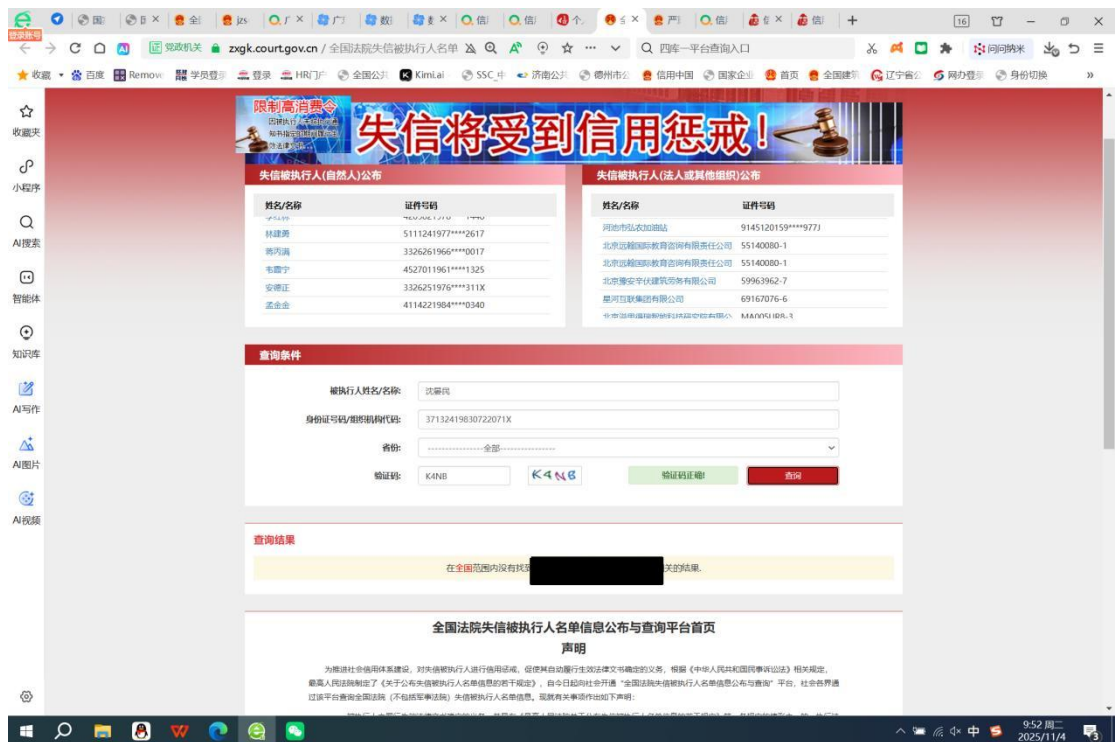 登录账号
16
党政机关 zxgk.court.gov.cn / 全国法院失信被执行人名单
四库一平台查询入口
问问纳米
收藏 百度 学员登录 登录 HR门户 全国公共 Kimi.ai SSC_中 济南公共 德州市公 信用中国 国家企业 首页 全国建筑 辽宁省公 网办登录 身份切换
收藏夹
小程序
AI搜索
智能体
知识库
AI写作
AI图片
AI视频
限制高消费令
失信将受到信用惩戒!
失信被执行人(自然人)公布
姓名/名称 证件号码
林建勇 5111241977****2617
蒋丙满 3326261966****0017
韦震宁 4527011961****1325
安德正 3326251976****311X
孟金金 4114221984****0340
失信被执行人(法人或其他组织)公布
姓名/名称 证件号码
河池市弘农加油站 9145120159****977J
北京远翰国际教育咨询有限责任公司 55140080-1
北京远翰国际教育咨询有限责任公司 55140080-1
北京豫安辛伏建筑劳务有限公司 59963962-7
星河互联集团有限公司 69167076-6
查询条件
被执行人姓名/名称:
身份证号码/组织机构代码: 37132419830722071X
省份: ----------------全部----------------
验证码: K4NB K4NB 验证码正确! 查询
查询结果
在全国范围内没有找到 相关的结果.
全国法院失信被执行人名单信息公布与查询平台首页
声明
为推进社会信用体系建设，对失信被执行人进行信用惩戒，促使其自动履行生效法律文书确定的义务，根据《中华人民共和国民事诉讼法》相关规定，
最高人民法院制定了《关于公布失信被执行人名单信息的若干规定》，自今日起向社会开通“全国法院失信被执行人名单信息公布与查询”平台，社会各界通
过该平台查询全国法院（不包括军事法院）失信被执行人名单信息。现就有关事项作出如下声明：
中
9:52 周二
2025/11/4